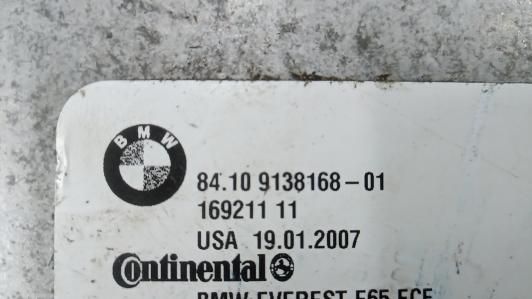 BMW
84.10 9138168-01
169211 11
USA 19.01.2007
Continental
BMW EVEREST E65 ECE